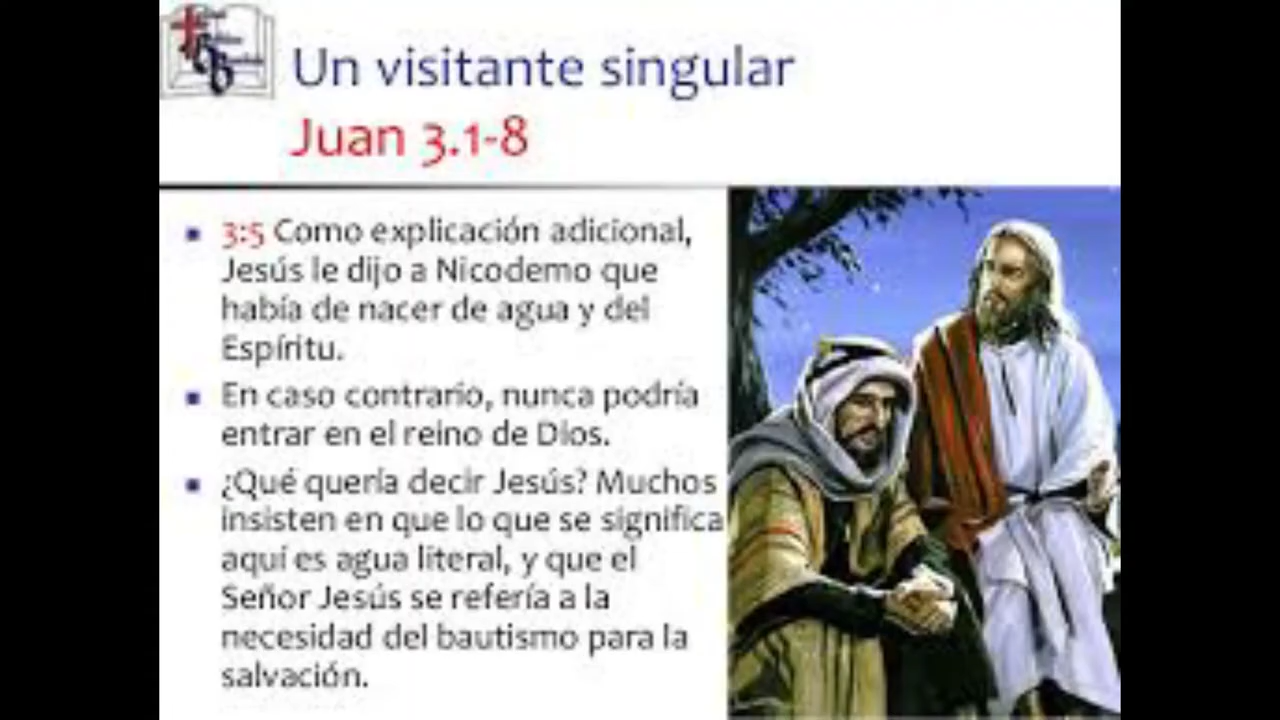 Un visitante singular
Juan 3.1-8
3:5 Como explicación adicional,
Jesús le dijo a Nicodemo que
había de nacer de agua y del
Espíritu.
En caso contrario, nunca podría
entrar en el reino de Dios.
¿Qué quería decir Jesús? Muchos
insisten en que lo que se significa
aquí es agua literal, y que el
Señor Jesús se refería a la
necesidad del bautismo para la
salvación.